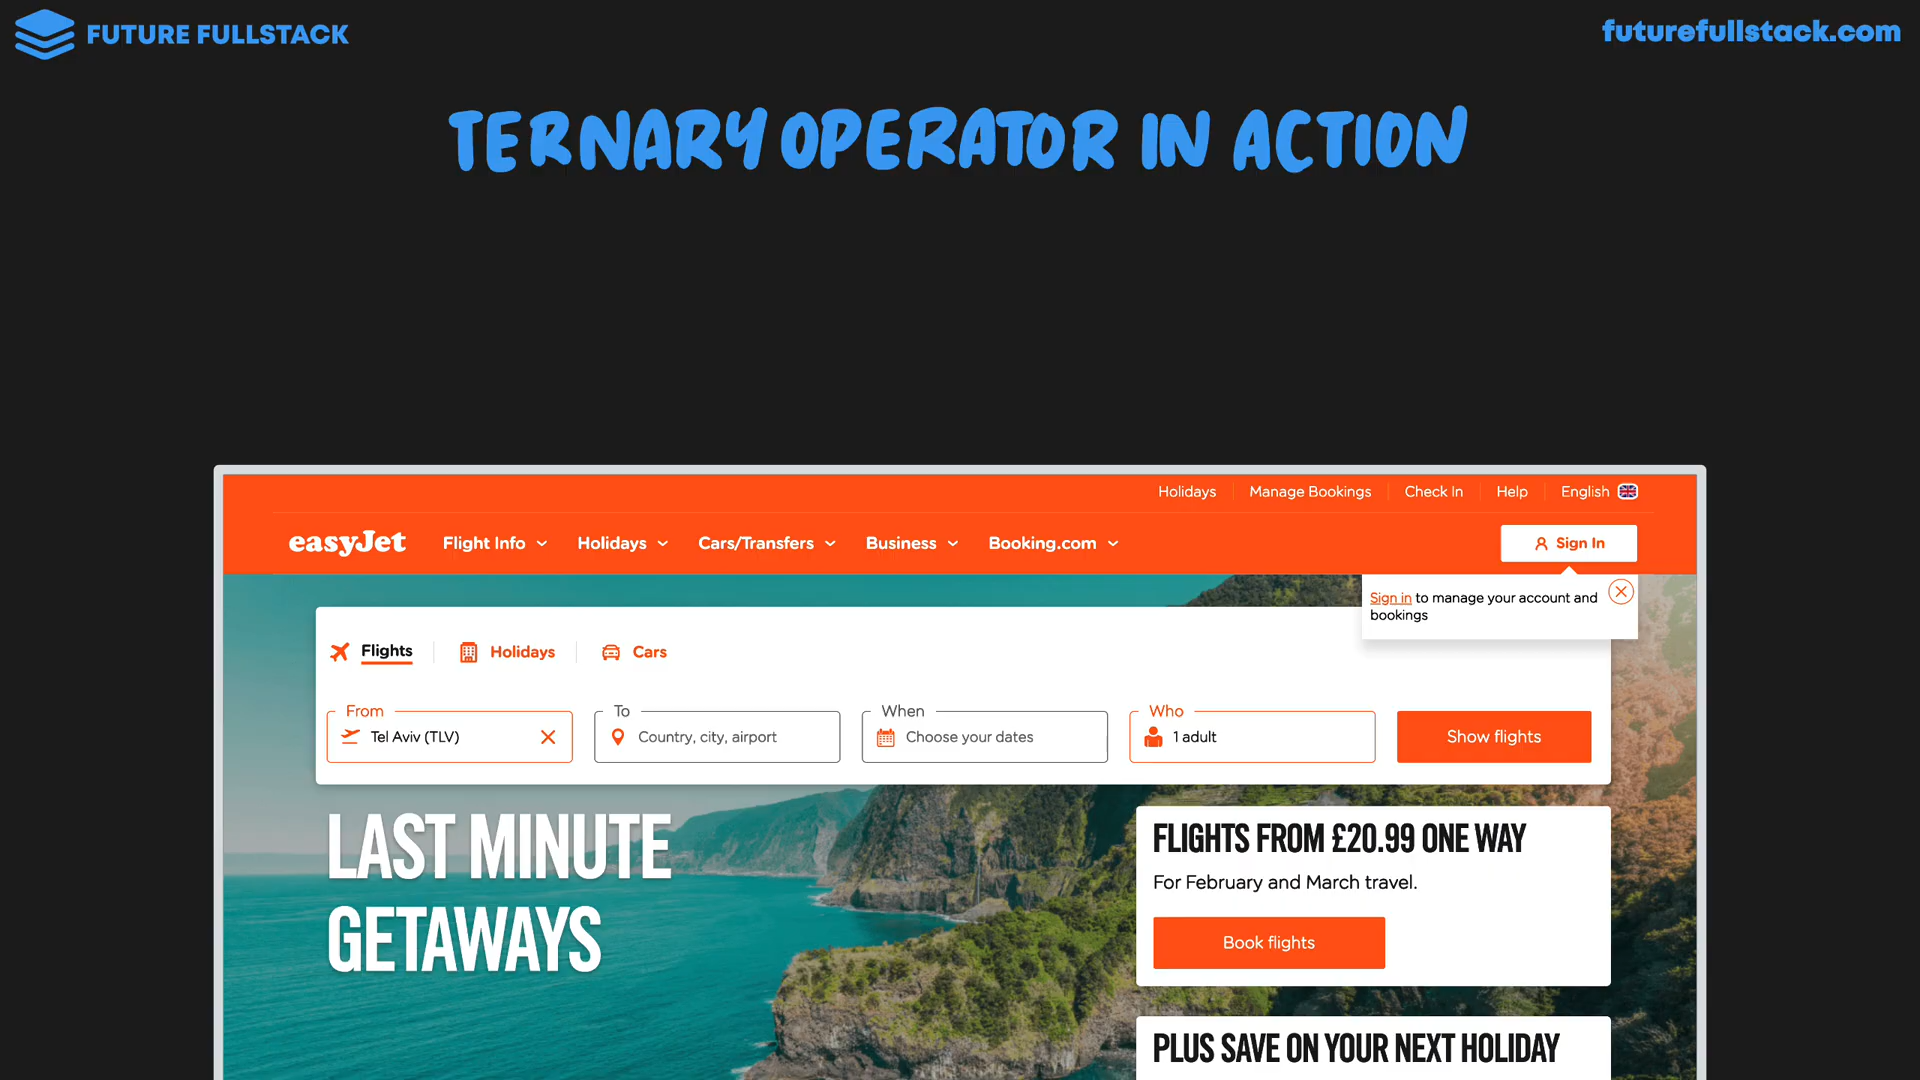 FUTURE FULLSTACK
futurefullstack.com
TERNARY OPERATOR IN ACTION
Holidays Manage Bookings Check In Help English
easyJet Flight Info Holidays Cars/Transfers Business Booking.com Sign In
Sign in to manage your account and
bookings
Flights Holidays Cars
From To When Who
Tel Aviv (TLV) Country, city, airport Choose your dates 1 adult Show flights
LAST MINUTE
GETAWAYS
FLIGHTS FROM £20.99 ONE WAY
For February and March travel.
Book flights
PLUS SAVE ON YOUR NEXT HOLIDAY